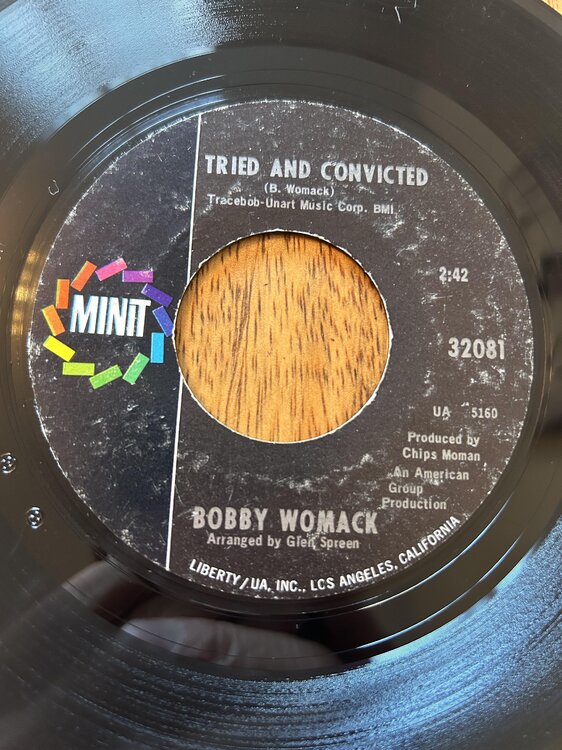 TRIED AND CONVICTED
(B. Womack)
Tracebob-Unart Music Corp. BMI
2:42
MINIT
32081
UA 5160
Produced by
Chips Moman
An American
Group
Production
BOBBY WOMACK
Arranged by Glen Spreen
LIBERTY/UA, INC., LOS ANGELES, CALIFORNIA